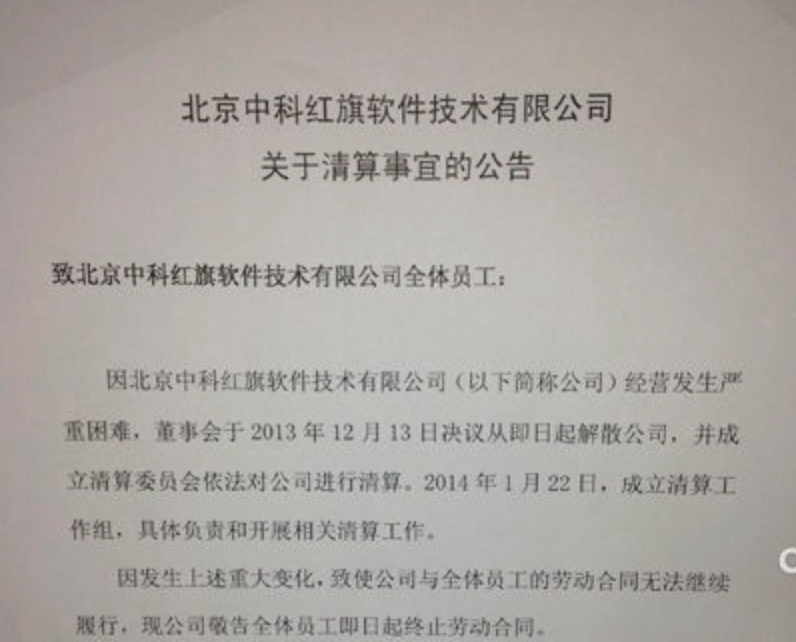 北京中科红旗软件技术有限公司
关于清算事宜的公告
致北京中科红旗软件技术有限公司全体员工：
因北京中科红旗软件技术有限公司（以下简称公司）经营发生严
重困难，董事会于 2013 年 12 月 13 日决议从即日起解散公司，并成
立清算委员会依法对公司进行清算。2014 年 1 月 22 日，成立清算工
作组，具体负责和开展相关清算工作。
因发生上述重大变化，致使公司与全体员工的劳动合同无法继续
履行，现公司敬告全体员工即日起终止劳动合同。